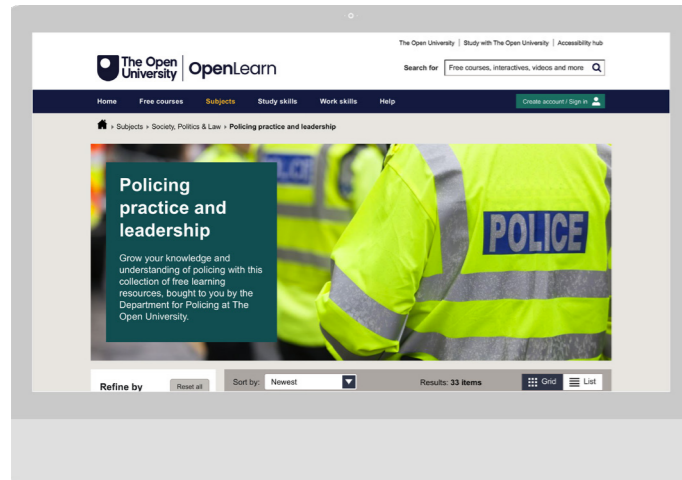 The Open University | Study with The Open University | Accessibility hub
The Open
University
OpenLearn
Search for Free courses, interactives, videos and more
Home Free courses Subjects Study skills Work skills Help Create account / Sign in
Subjects Society, Politics & Law Policing practice and leadership
POLICE
Policing
practice and
leadership
Grow your knowledge and
understanding of policing with this
collection of free learning
resources, bought to you by the
Department for Policing at The
Open University.
POLICE
Refine by Reset all Sort by: Newest Results: 33 items Grid List